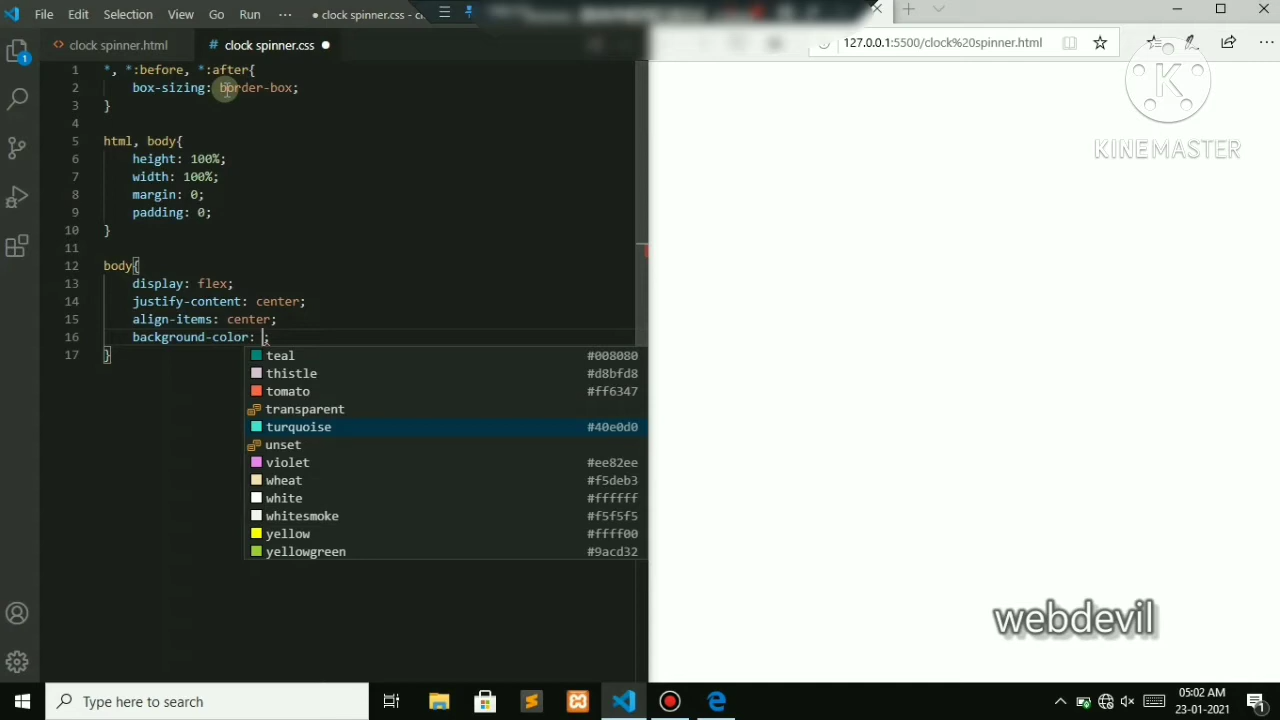 File Edit Selection View Go Run ··· ● clock spinner.css - c
127.0.0.1:5500/clock%20spinner.html
<> clock spinner.html # clock spinner.css ●
1 *, *:before, *:after{
2 box-sizing: border-box;
3 }
4
5 html, body{
6 height: 100%;
7 width: 100%;
8 margin: 0;
9 padding: 0;
10 }
11
12 body{
13 display: flex;
14 justify-content: center;
15 align-items: center;
16 background-color: ;
17 }
teal #008080
thistle #d8bfd8
tomato #ff6347
transparent
turquoise #40e0d0
unset
violet #ee82ee
wheat #f5deb3
white #ffffff
whitesmoke #f5f5f5
yellow #ffff00
yellowgreen #9acd32
1
K
KINEMASTER
webdevil
Type here to search
05:02 AM
23-01-2021
1